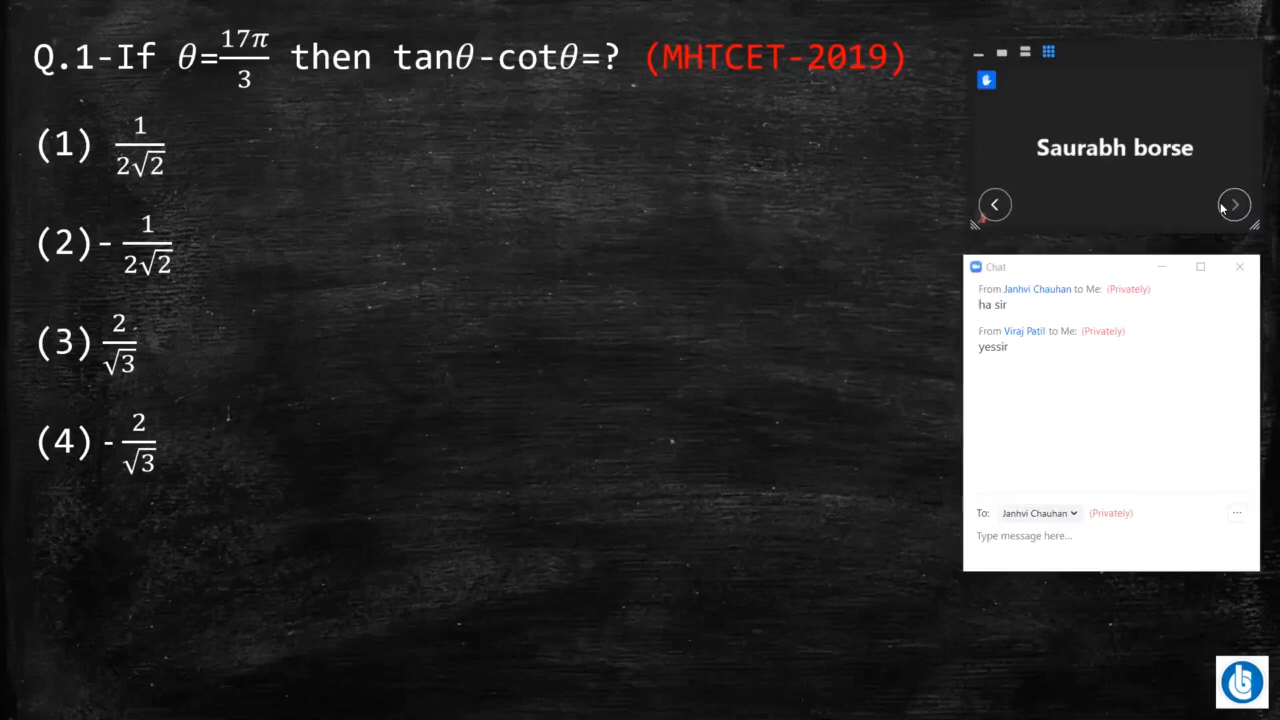 Q.1-If θ=17π/3 then tanθ-cotθ=? (MHTCET-2019)
(1) 1/2√2
(2)- 1/2√2
(3) 2/√3
(4)- 2/√3
Saurabh borse
Chat
From Janhvi Chauhan to Me: (Privately)
ha sir
From Viraj Patil to Me: (Privately)
yessir
To: Janhvi Chauhan (Privately)
Type message here...